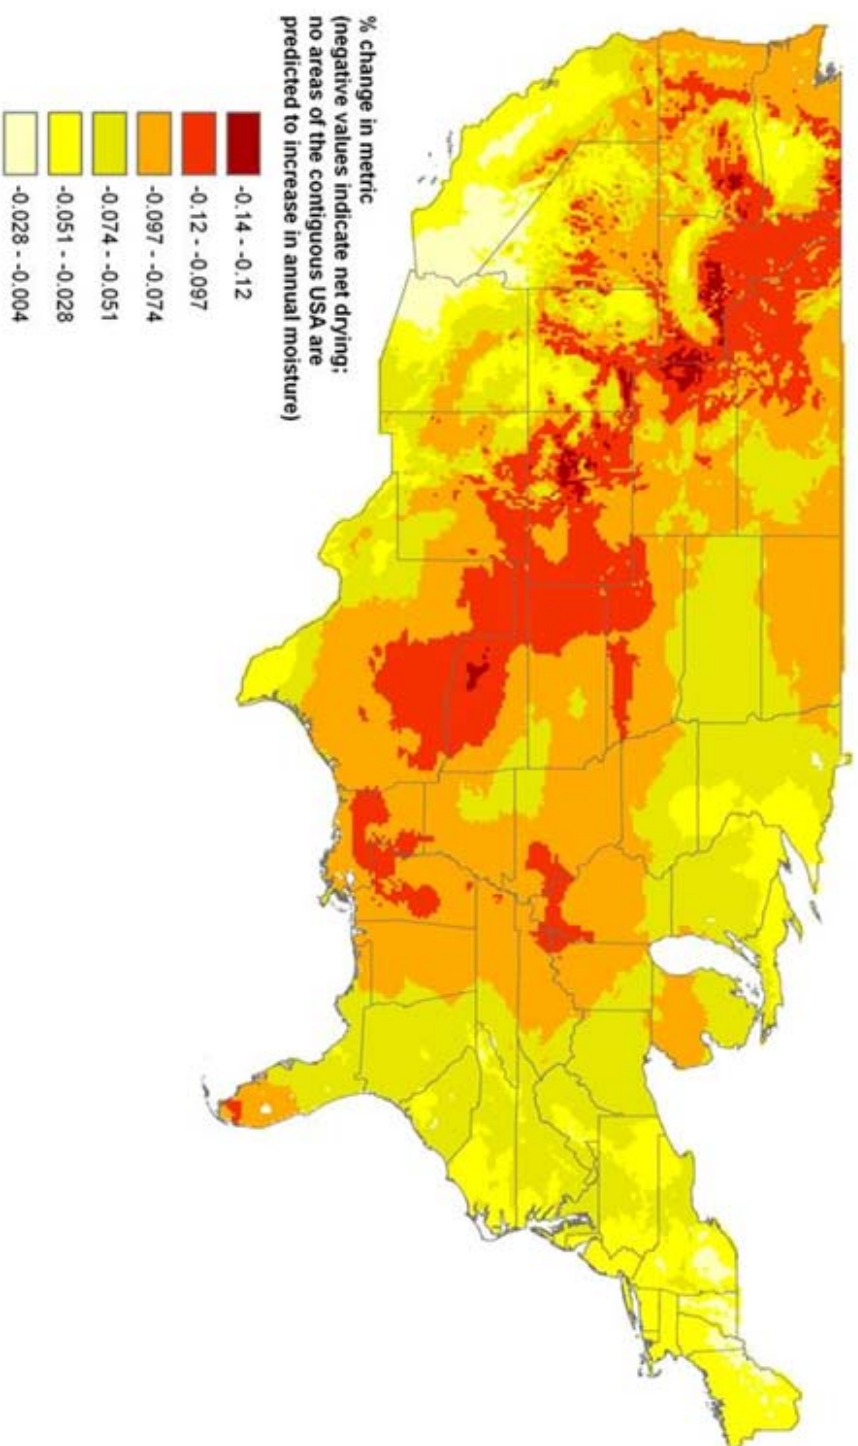 % change in metric
(negative values indicate net drying;
no areas of the contiguous USA are
predicted to increase in annual moisture)
-0.14 - -0.12
-0.12 - -0.097
-0.097 - -0.074
-0.074 - -0.051
-0.051 - -0.028
-0.028 - -0.004